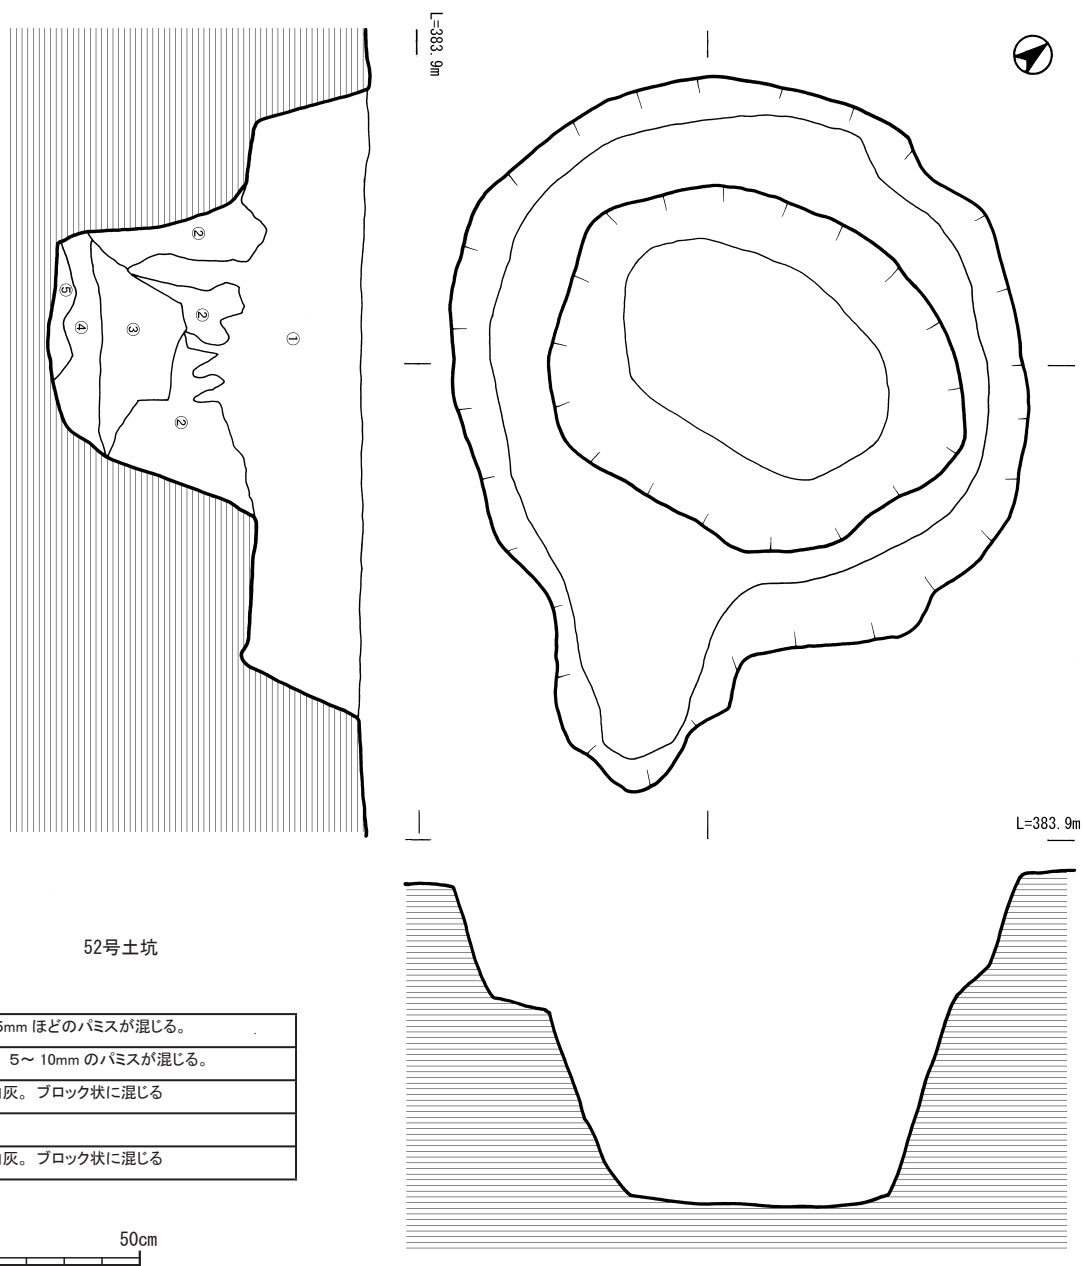 L=383.9m
②
⑤
②
④
③
①
②
L=383.9m
52号土坑
5mm ほどのパミスが混じる。
5～10mm のパミスが混じる。
灰。ブロック状に混じる
灰。ブロック状に混じる
50cm